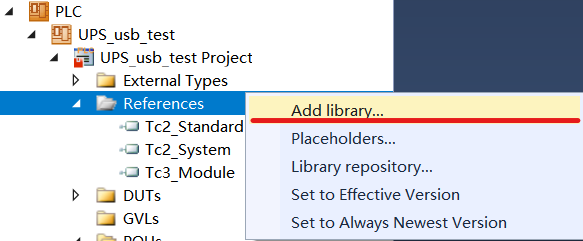 PLC
UPS_usb_test
UPS_usb_test Project
External Types
References
Tc2_Standard
Tc2_System
Tc3_Module
DUTs
GVLs
POUs
Add library...
Placeholders...
Library repository...
Set to Effective Version
Set to Always Newest Version